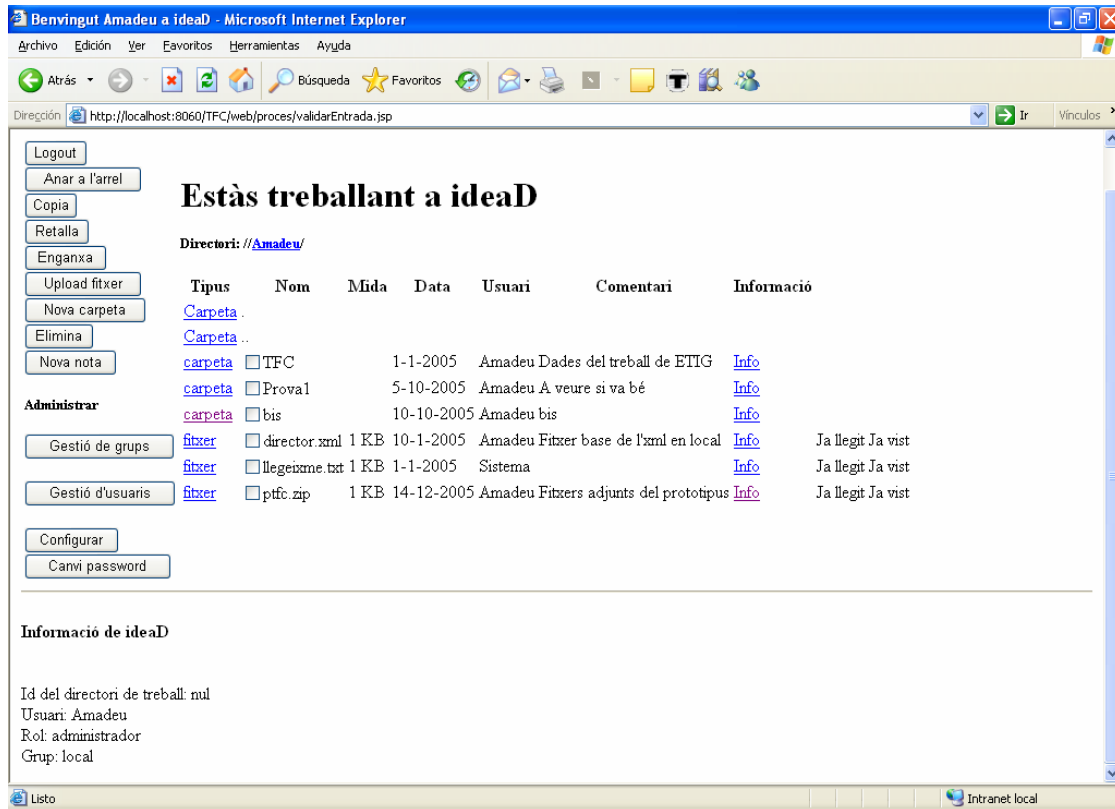 Benvingut Amadeu a ideaD - Microsoft Internet Explorer
Archivo Edición Ver Favoritos Herramientas Ayuda
Atrás Búsqueda Favoritos
Dirección http://localhost:8060/TFC/web/proces/validarEntrada.jsp Ir Vínculos
Logout
Anar a l'arrel
Copia
Retalla
Enganxa
Upload fitxer
Nova carpeta
Elimina
Nova nota
Administrar
Gestió de grups
Gestió d'usuaris
Configurar
Canvi password
Estàs treballant a ideaD
Directori: //Amadeu/
Tipus Nom Mida Data Usuari Comentari Informació
Carpeta .
Carpeta ..
carpeta TFC 1-1-2005 Amadeu Dades del treball de ETIG Info
carpeta Prova1 5-10-2005 Amadeu A veure si va bé Info
carpeta bis 10-10-2005 Amadeu bis Info
fitxer director.xml 1 KB 10-1-2005 Amadeu Fitxer base de l'xml en local Info Ja llegit Ja vist
fitxer llegeixme.txt 1 KB 1-1-2005 Sistema Info Ja llegit Ja vist
fitxer ptfc.zip 1 KB 14-12-2005 Amadeu Fitxers adjunts del prototipus Info Ja llegit Ja vist
Informació de ideaD
Id del directori de treball: nul
Usuari: Amadeu
Rol: administrador
Grup: local
Listo Intranet local